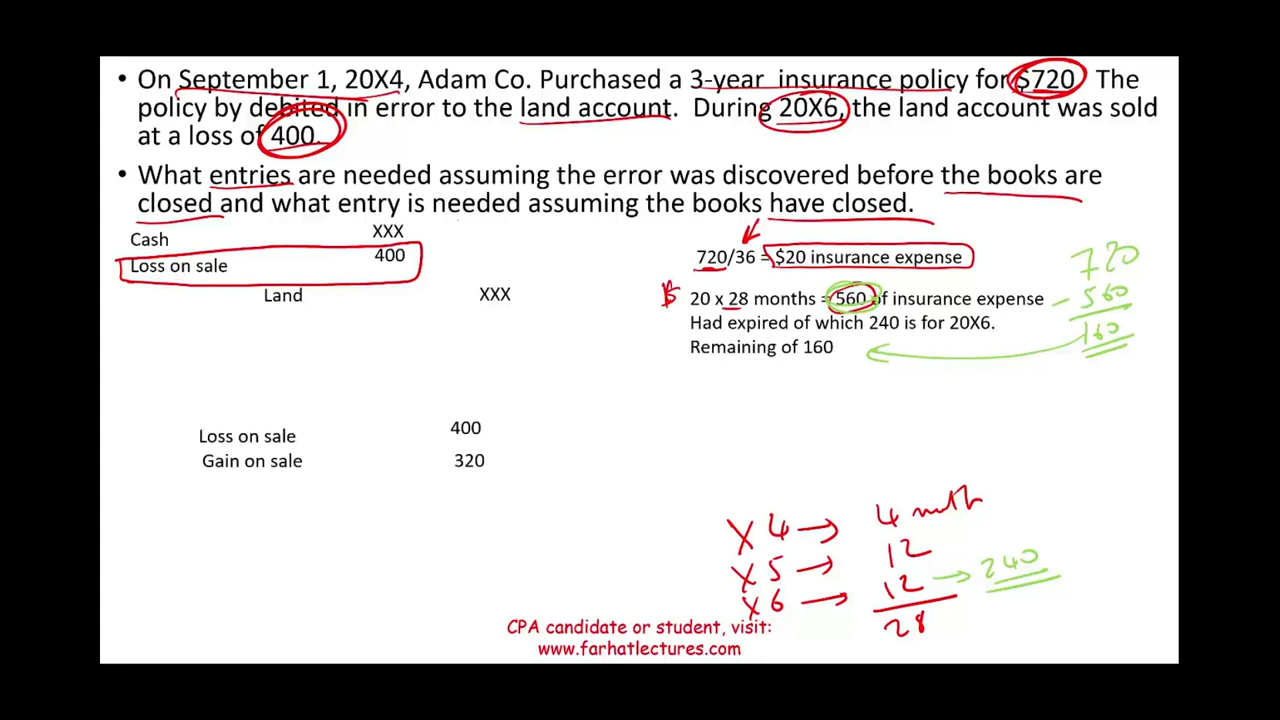 • On September 1, 20X4, Adam Co. Purchased a 3-year insurance policy for $720 The
policy by debited in error to the land account. During 20X6, the land account was sold
at a loss of 400.
• What entries are needed assuming the error was discovered before the books are
closed and what entry is needed assuming the books have closed.
Cash XXX
Loss on sale 400
Land XXX
720/36 = $20 insurance expense
20 x 28 months = 560 of insurance expense
Had expired of which 240 is for 20X6.
Remaining of 160
720
- 560
160
Loss on sale 400
Gain on sale 320
X4 → 4 month
X5 → 12
X6 → 12 → 240
28
CPA candidate or student, visit:
www.farhatlectures.com